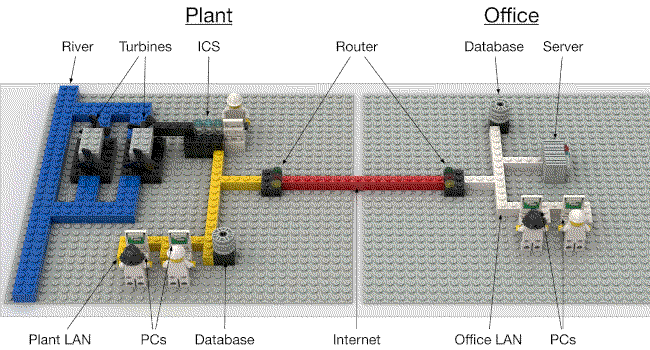 Plant
Office
River
Turbines
ICS
Router
Database
Server
Plant LAN
PCs
Database
Internet
Office LAN
PCs